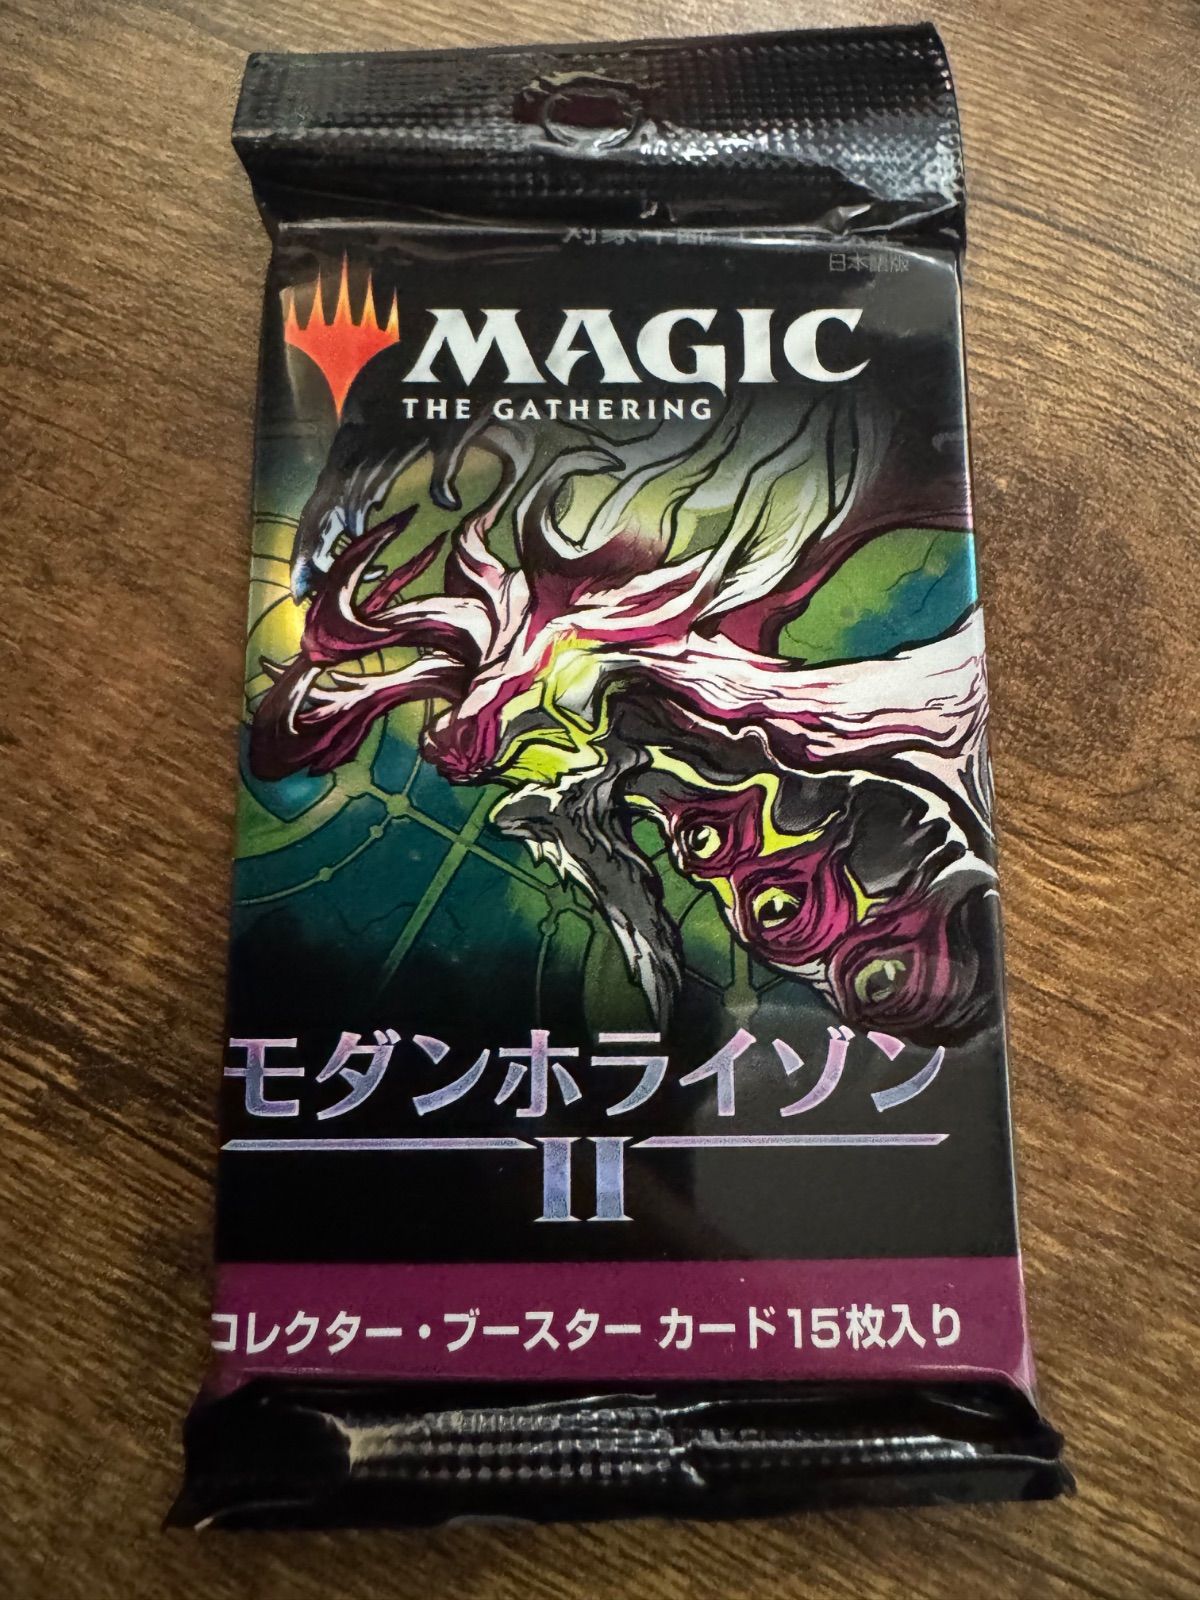 日本語版
MAGIC
THE GATHERING
モダンホライゾン
II
コレクター・ブースター カード15枚入り